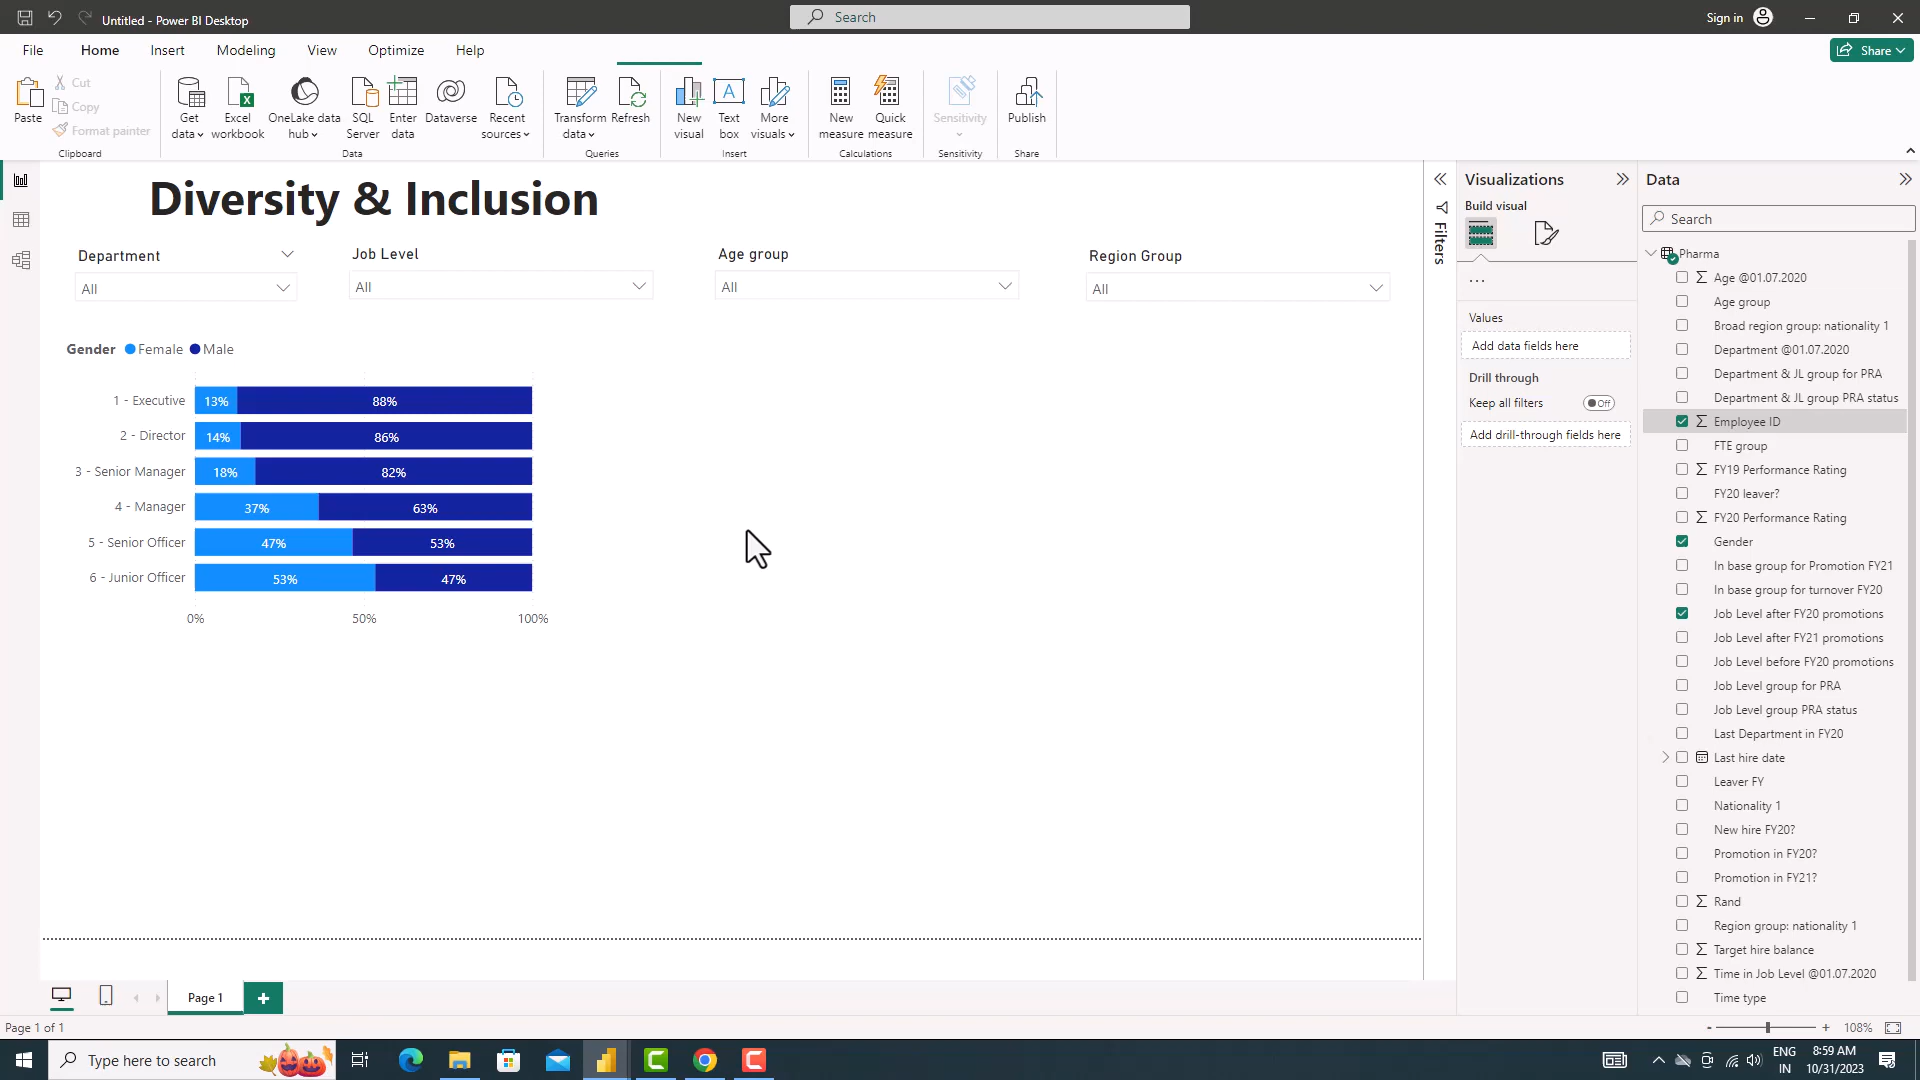 Untitled - Power BI Desktop
Search
Sign in
File
Home
Insert
Modeling
View
Optimize
Help
Share
Paste
Cut
Copy
Format painter
Clipboard
Get data
Excel workbook
OneLake data hub
SQL Server
Enter data
Dataverse
Recent sources
Data
Transform data
Refresh
Queries
New visual
Text box
More visuals
Insert
New measure
Quick measure
Calculations
Sensitivity
Sensitivity
Publish
Share
Diversity & Inclusion
Department
All
Job Level
All
Age group
All
Region Group
All
Gender Female Male
1 - Executive 13% 88%
2 - Director 14% 86%
3 - Senior Manager 18% 82%
4 - Manager 37% 63%
5 - Senior Officer 47% 53%
6 - Junior Officer 53% 47%
0% 50% 100%
Filters
Visualizations
Build visual
...
Values
Add data fields here
Drill through
Keep all filters Off
Add drill-through fields here
Data
Search
Pharma
Age @01.07.2020
Age group
Broad region group: nationality 1
Department @01.07.2020
Department & JL group for PRA
Department & JL group PRA status
Employee ID
FTE group
FY19 Performance Rating
FY20 leaver?
FY20 Performance Rating
Gender
In base group for Promotion FY21
In base group for turnover FY20
Job Level after FY20 promotions
Job Level after FY21 promotions
Job Level before FY20 promotions
Job Level group for PRA
Job Level group PRA status
Last Department in FY20
Last hire date
Leaver FY
Nationality 1
New hire FY20?
Promotion in FY20?
Promotion in FY21?
Rand
Region group: nationality 1
Target hire balance
Time in Job Level @01.07.2020
Time type
Page 1
Page 1 of 1
- + 108%
Type here to search
ENG
IN
8:59 AM
10/31/2023